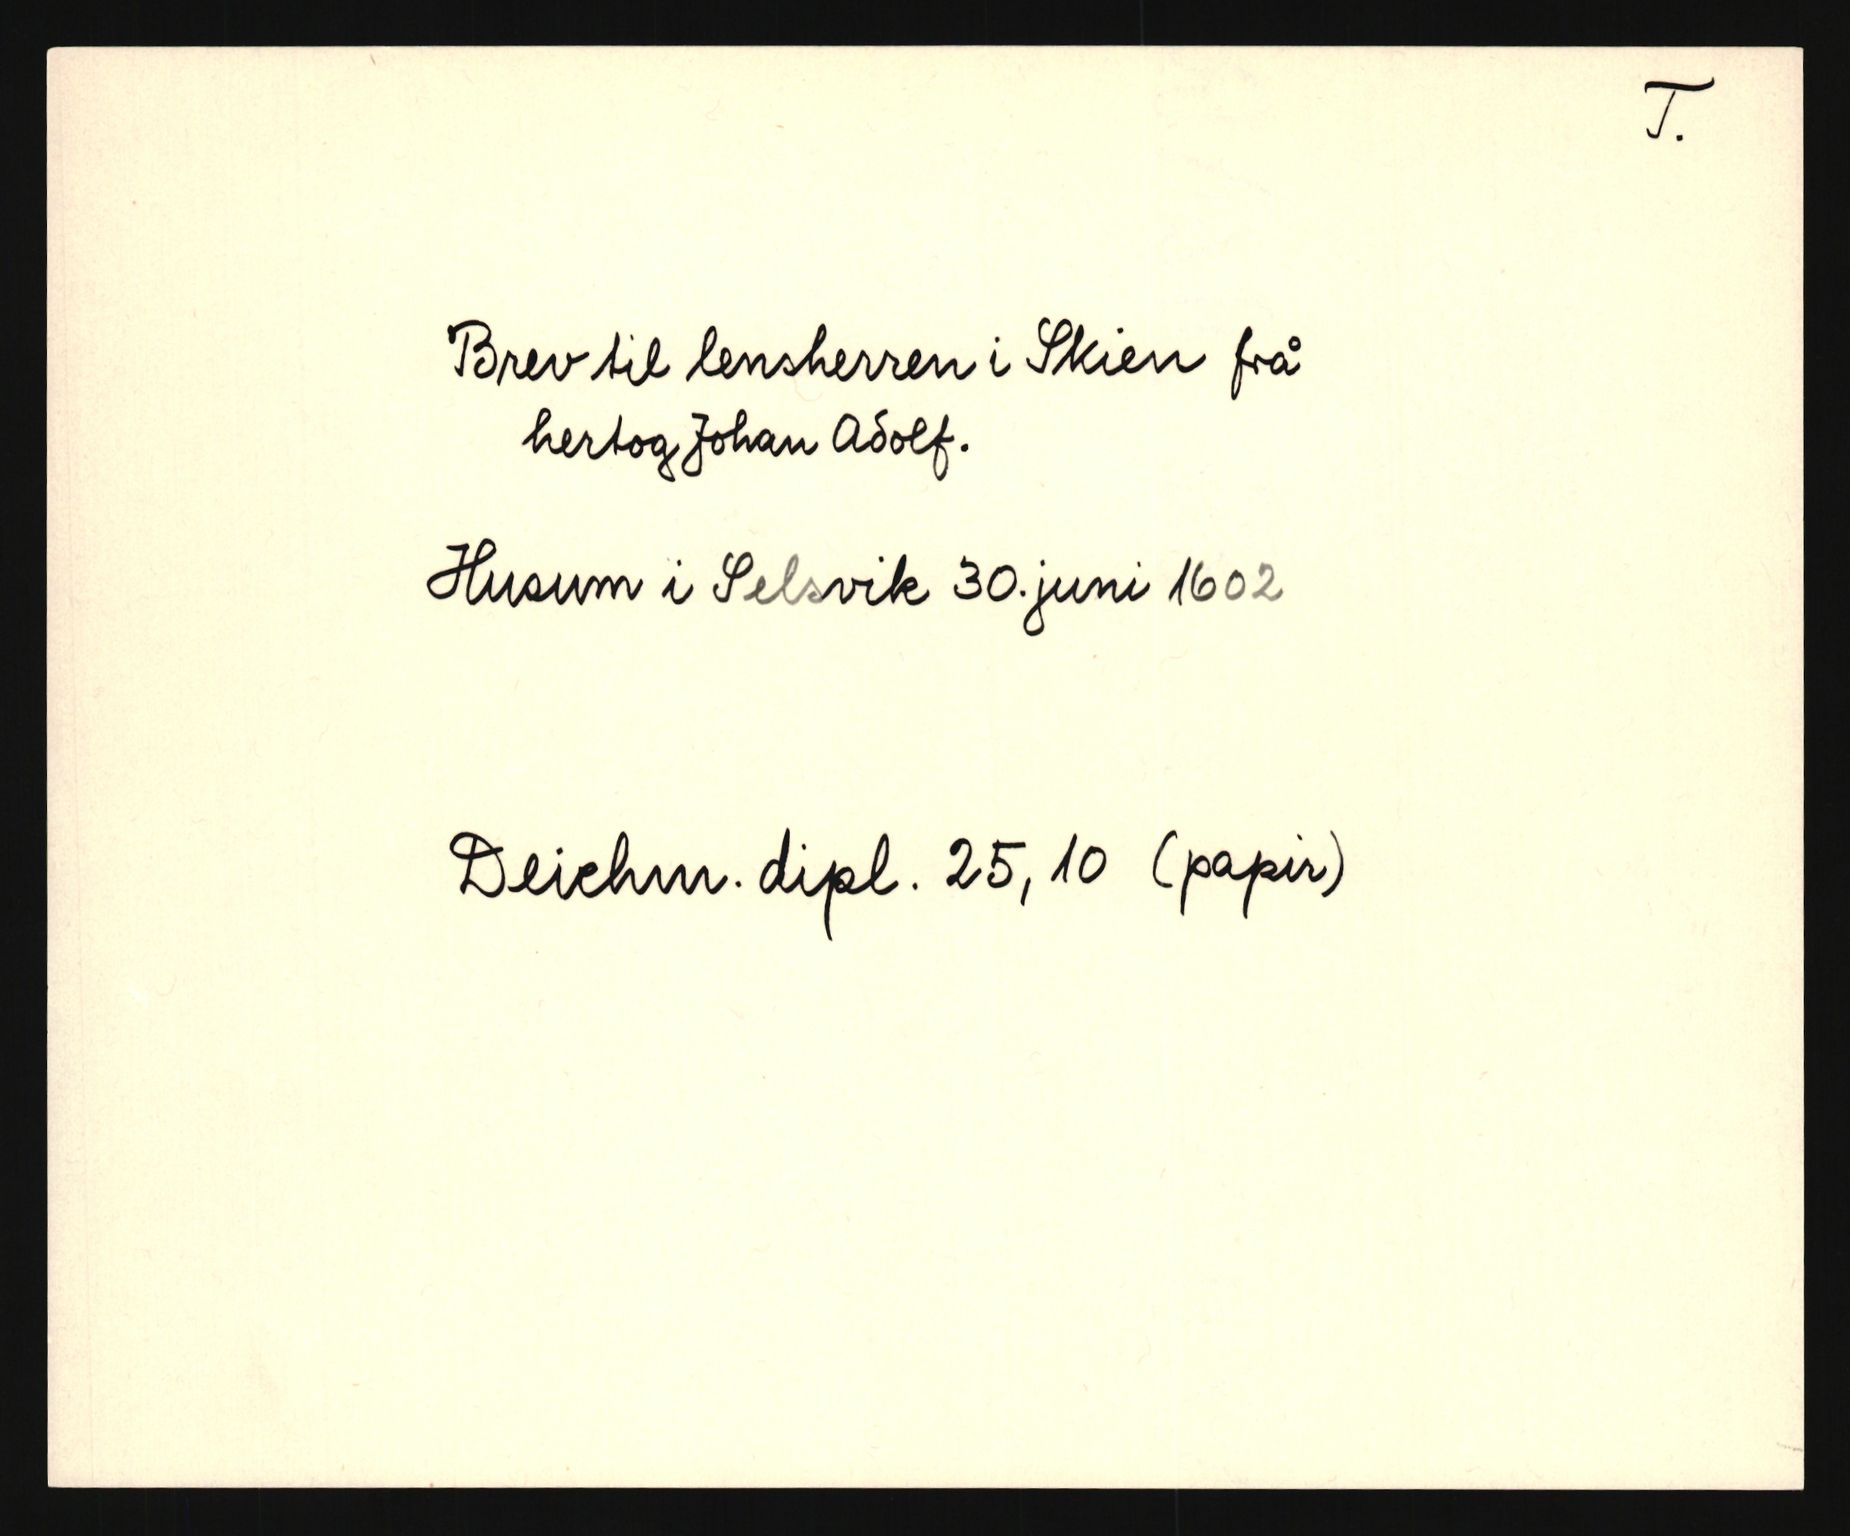 T.
Brev til lensherren i Skien frå
hertog Johan Adolf.
Husum i Selsvik 30. juni 1602
Deichm. dipl. 25, 10 (papir)